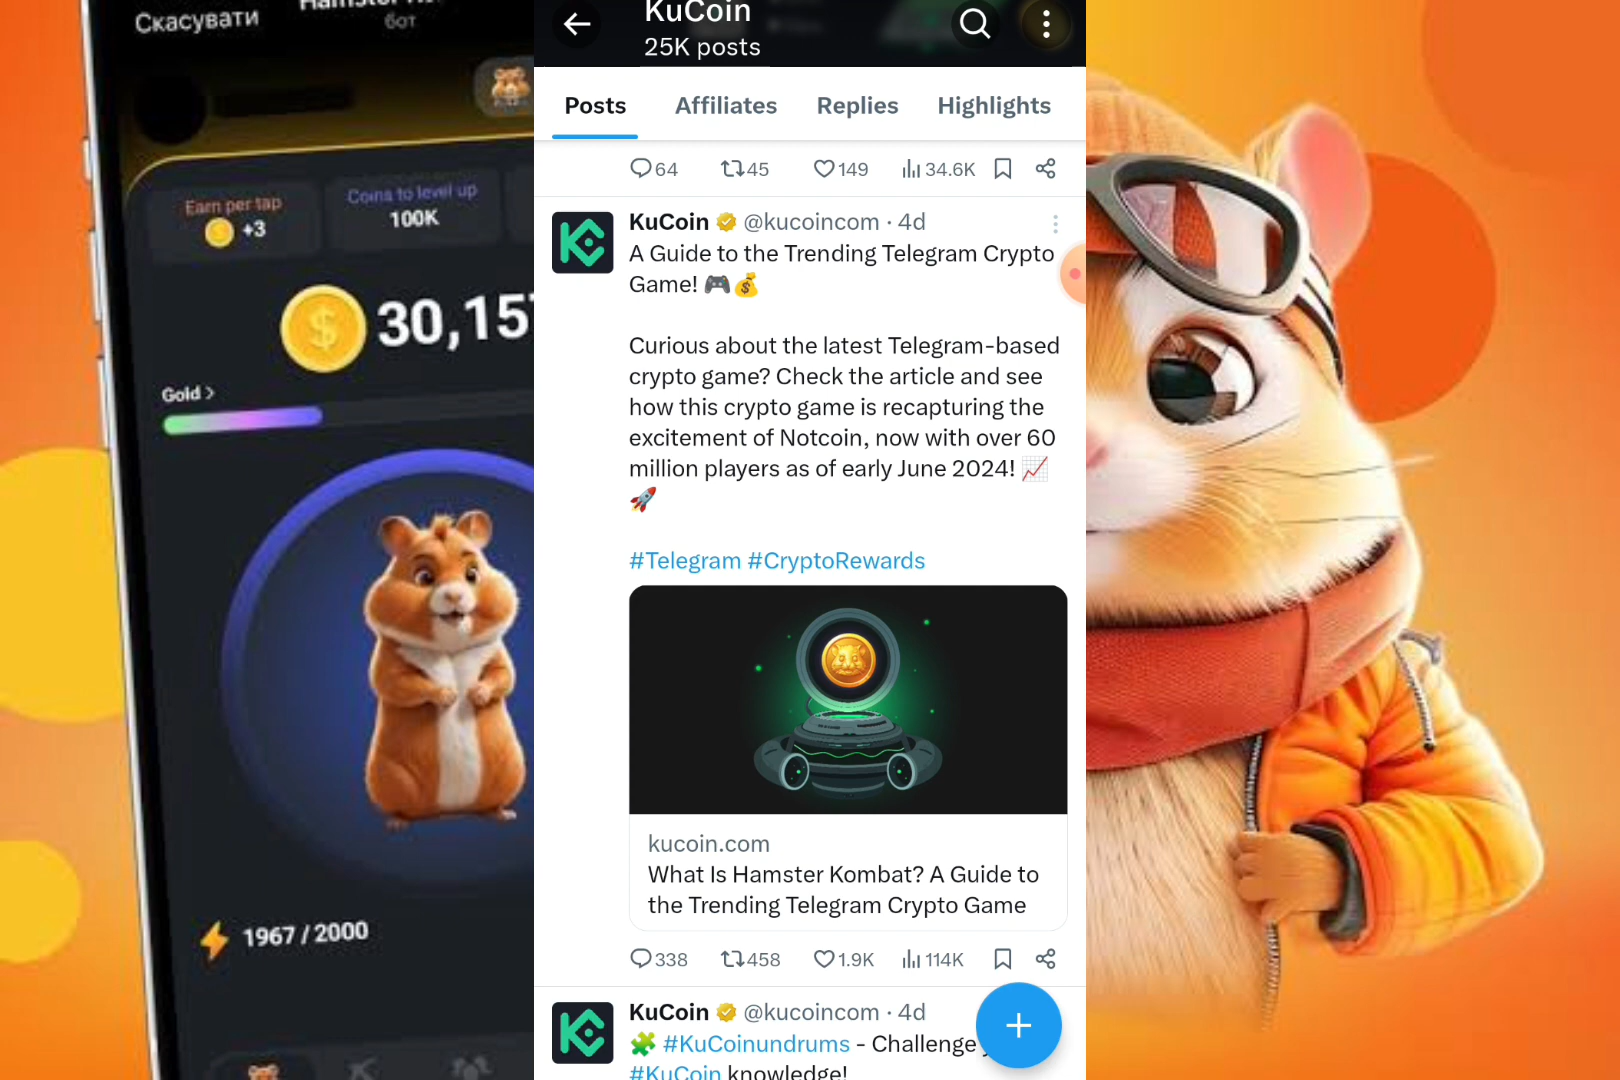 Скасувати
бот
Earn per tap
+3
Coins to level up
100K
30,15
Gold >
1967 / 2000
KuCoin
25K posts
Posts Affiliates Replies Highlights
64 45 149 34.6K
KuCoin @kucoincom · 4d
A Guide to the Trending Telegram Crypto
Game! 🎮💰
Curious about the latest Telegram-based
crypto game? Check the article and see
how this crypto game is recapturing the
excitement of Notcoin, now with over 60
million players as of early June 2024! 📈
🚀
#Telegram #CryptoRewards
kucoin.com
What Is Hamster Kombat? A Guide to
the Trending Telegram Crypto Game
338 458 1.9K 114K
KuCoin @kucoincom · 4d
🧩 #KuCoinundrums - Challenge
#KuCoin knowledge!